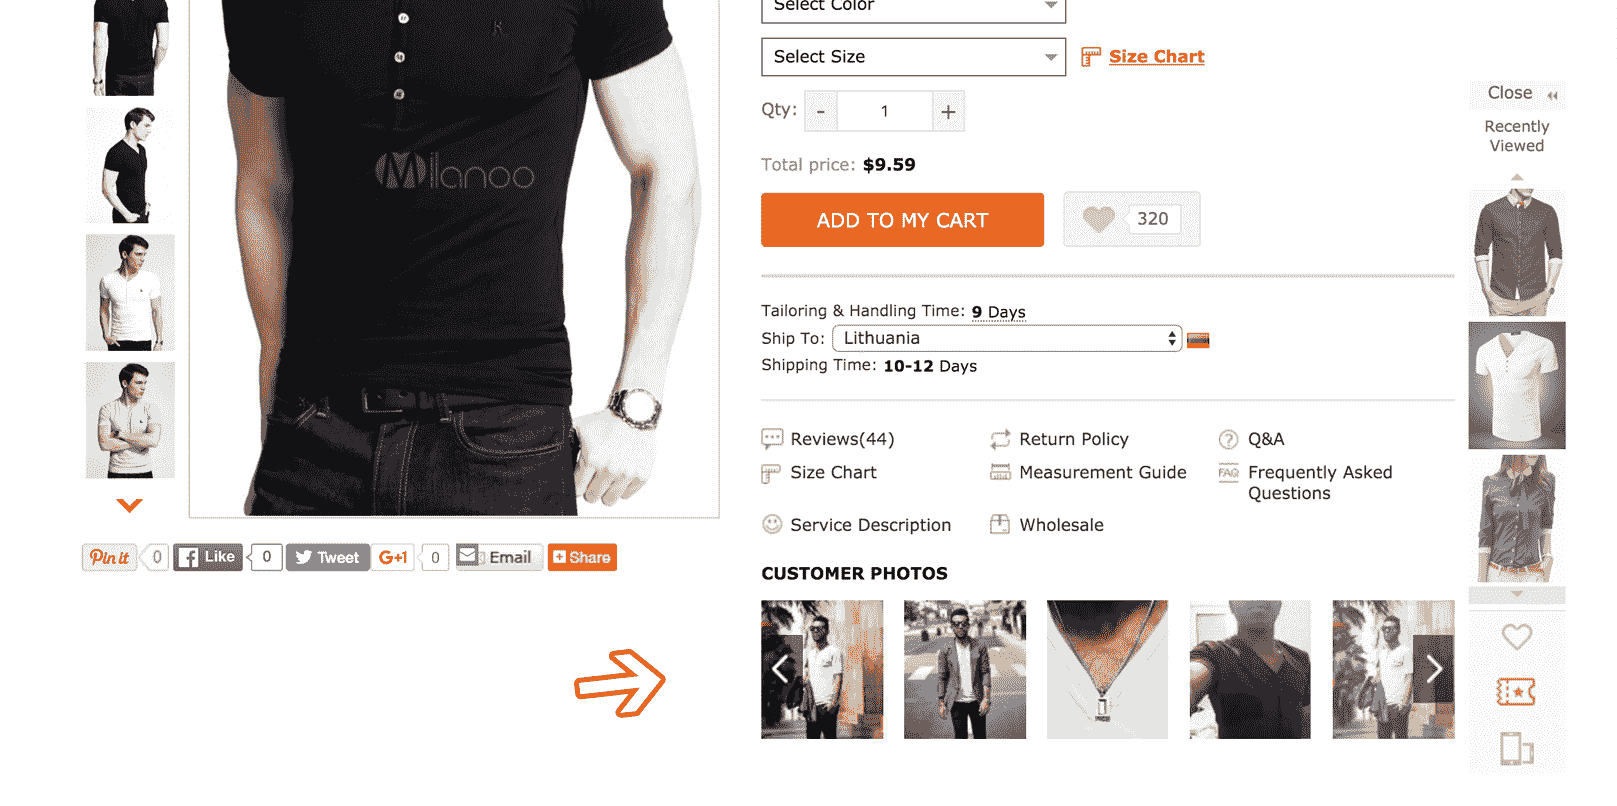 Select Color
Select Size
Size Chart
Qty: - 1 +
Total price: $9.59
ADD TO MY CART
320
Milanoo
Tailoring & Handling Time: 9 Days
Ship To: Lithuania
Shipping Time: 10-12 Days
Reviews(44)
Return Policy
Q&A
Size Chart
Measurement Guide
FAQ Frequently Asked
Questions
Service Description
Wholesale
Pin it 0
Like 0
Tweet
G+1 0
Email
Share
CUSTOMER PHOTOS
Close
Recently
Viewed